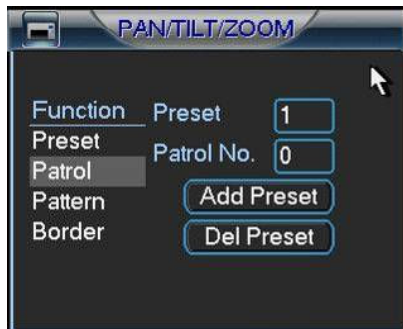 PAN/TILT/ZOOM
Function
Preset
Patrol
Pattern
Border
Preset 1
Patrol No. 0
Add Preset
Del Preset